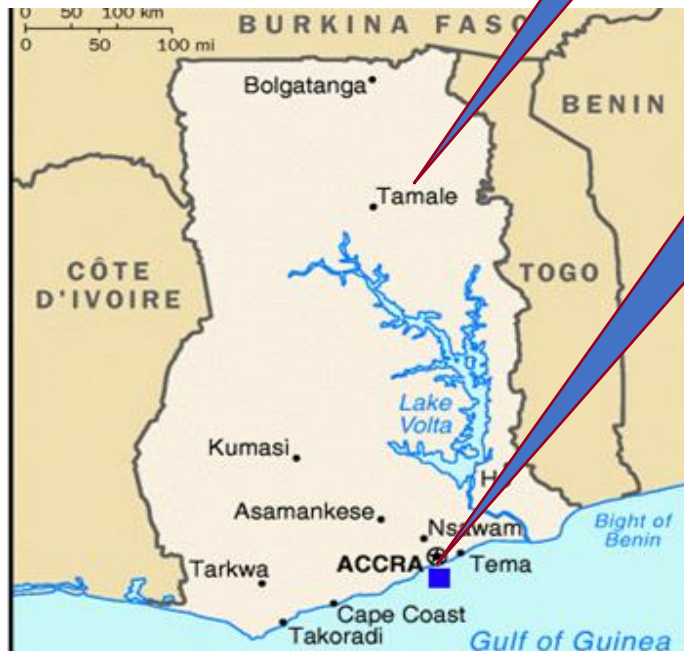 0 50 100 km
0 50 100 mi
BURKINA FASO
Bolgatanga
BENIN
Tamale
CÔTE
D'IVOIRE
TOGO
Lake
Volta
Kumasi
Asamankese
Nsawam
Bight of
Benin
ACCRA
Tema
Tarkwa
Cape Coast
Takoradi
Gulf of Guinea